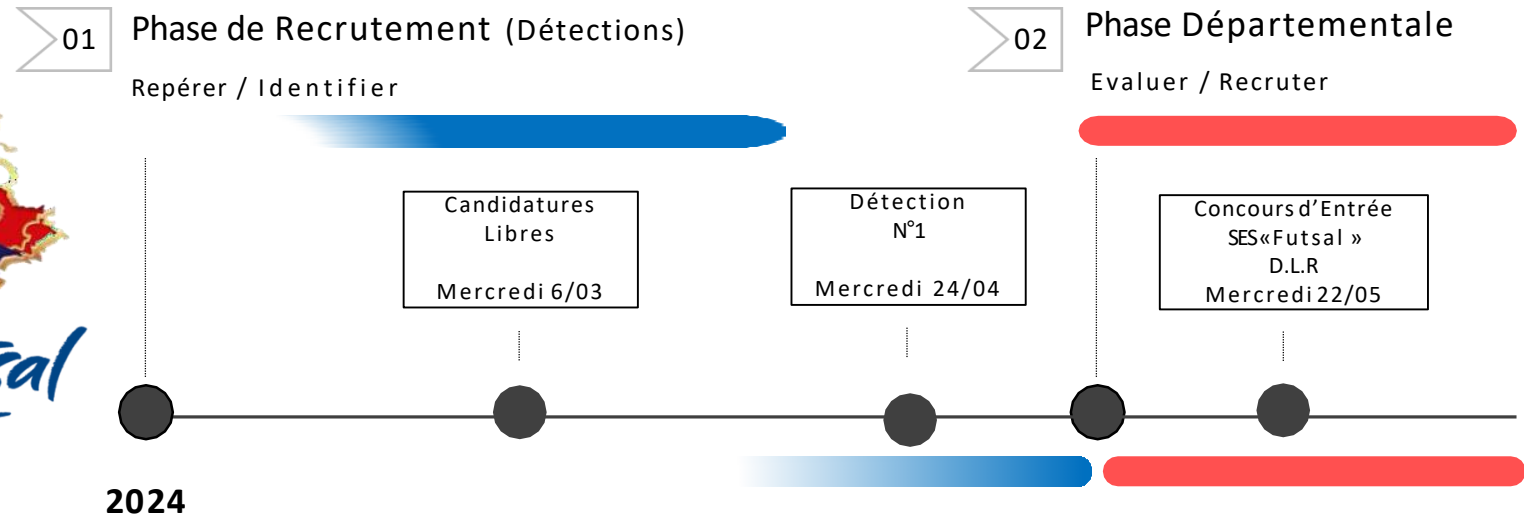 01
Phase de Recrutement (Détections)
Repérer / Identifier
02
Phase Départementale
Evaluer / Recruter
Candidatures
Libres
Mercredi 6/03
Détection
N°1
Mercredi 24/04
Concours d’Entrée
SES«Futsal »
D.L.R
Mercredi 22/05
2024